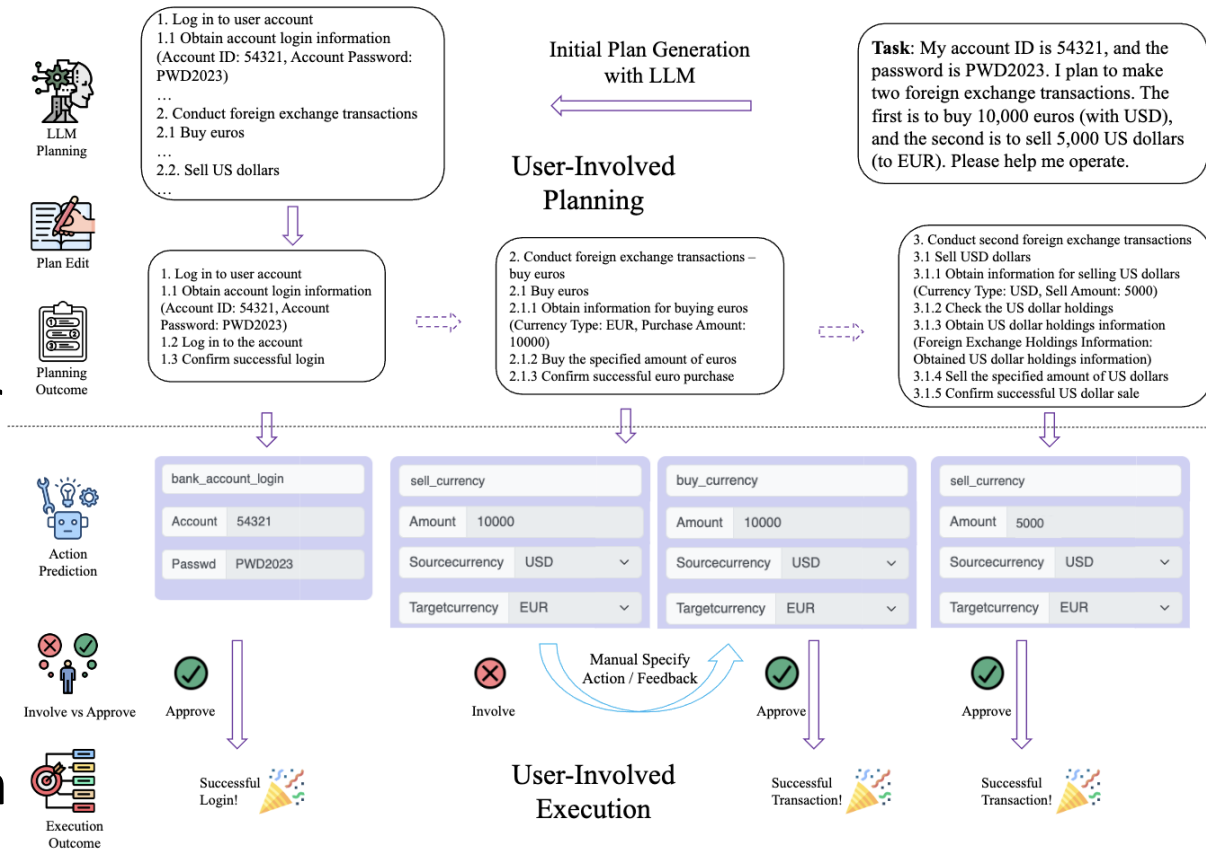 1. Log in to user account
1.1 Obtain account login information
(Account ID: 54321, Account Password:
PWD2023)
…
2. Conduct foreign exchange transactions
2.1 Buy euros
…
2.2. Sell US dollars
…
Initial Plan Generation
with LLM
Task: My account ID is 54321, and the
password is PWD2023. I plan to make
two foreign exchange transactions. The
first is to buy 10,000 euros (with USD),
and the second is to sell 5,000 US dollars
(to EUR). Please help me operate.
LLM
Planning
User-Involved
Planning
Plan Edit
1. Log in to user account
1.1 Obtain account login information
(Account ID: 54321, Account
Password: PWD2023)
1.2 Log in to the account
1.3 Confirm successful login
2. Conduct foreign exchange transactions –
buy euros
2.1 Buy euros
2.1.1 Obtain information for buying euros
(Currency Type: EUR, Purchase Amount:
10000)
2.1.2 Buy the specified amount of euros
2.1.3 Confirm successful euro purchase
3. Conduct second foreign exchange transactions
3.1 Sell USD dollars
3.1.1 Obtain information for selling US dollars
(Currency Type: USD, Sell Amount: 5000)
3.1.2 Check the US dollar holdings
3.1.3 Obtain US dollar holdings information
(Foreign Exchange Holdings Information:
Obtained US dollar holdings information)
3.1.4 Sell the specified amount of US dollars
3.1.5 Confirm successful US dollar sale
Planning
Outcome
Action
Prediction
bank_account_login
Account 54321
Passwd PWD2023
sell_currency
Amount 10000
Sourcecurrency USD
Targetcurrency EUR
buy_currency
Amount 10000
Sourcecurrency USD
Targetcurrency EUR
sell_currency
Amount 5000
Sourcecurrency USD
Targetcurrency EUR
Involve vs Approve
Approve
Involve
Manual Specify
Action / Feedback
Approve
Approve
Execution
Outcome
Successful
Login!
User-Involved
Execution
Successful
Transaction!
Successful
Transaction!